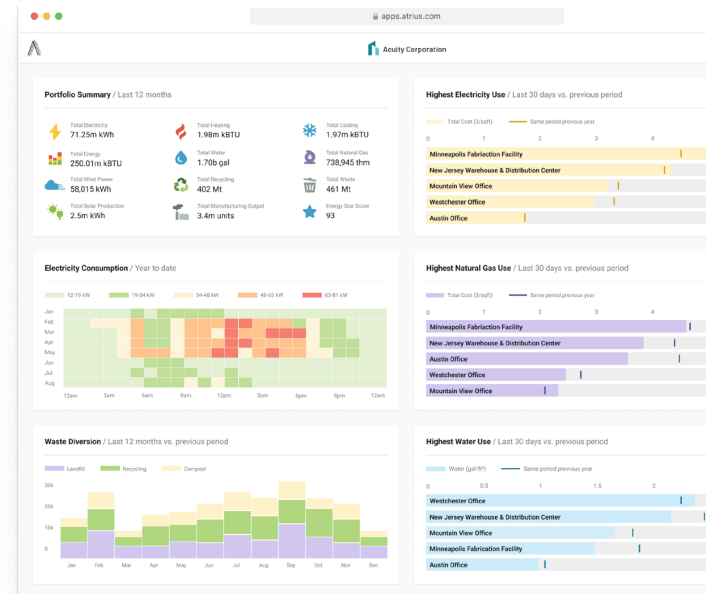 apps.atrius.com
Acuity Corporation
Portfolio Summary / Last 12 months
Total Electricity
71.25m kWh
Total Heating
1.98m kBTU
Total Cooling
1.97m kBTU
Total Energy
250.01m kBTU
Total Water
1.70b gal
Total Natural Gas
738,945 thm
Total Wind Power
58,015 kWh
Total Recycling
402 Mt
Total Waste
461 Mt
Total Solar Production
2.5m kWh
Total Manufacturing Output
3.4m units
Energy Star Score
93
Highest Electricity Use / Last 30 days vs. previous period
Total Cost ($/sqft) Same period previous year
0 1 2 3 4
Minneapolis Fabriaction Facility
New Jersey Warehouse & Distribution Center
Mountain View Office
Westchester Office
Austin Office
Electricity Consumption / Year to date
12-19 kW 19-34 kW 34-48 kW 48-63 kW 63-81 kW
Jan
Feb
Mar
Apr
May
Jun
Jul
Aug
12am 3am 6am 9am 12pm 3pm 6pm 9pm 12am
Highest Natural Gas Use / Last 30 days vs. previous period
Total Cost ($/sqft) Same period previous year
0 1 2 3 4
Minneapolis Fabriaction Facility
New Jersey Warehouse & Distribution Center
Austin Office
Westchester Office
Mountain View Office
Waste Diversion / Last 12 months vs. previous period
Landfill Recycling Compost
30k
20k
10k
0
Jan Feb Mar Apr May Jun Jul Aug Sep Oct Nov Dec
Highest Water Use / Last 30 days vs. previous period
Water (gal/ft²) Same period previous year
0 0.5 1 1.5 2
Westchester Office
New Jersey Warehouse & Distribution Center
Mountain View Office
Minneapolis Fabrication Facility
Austin Office